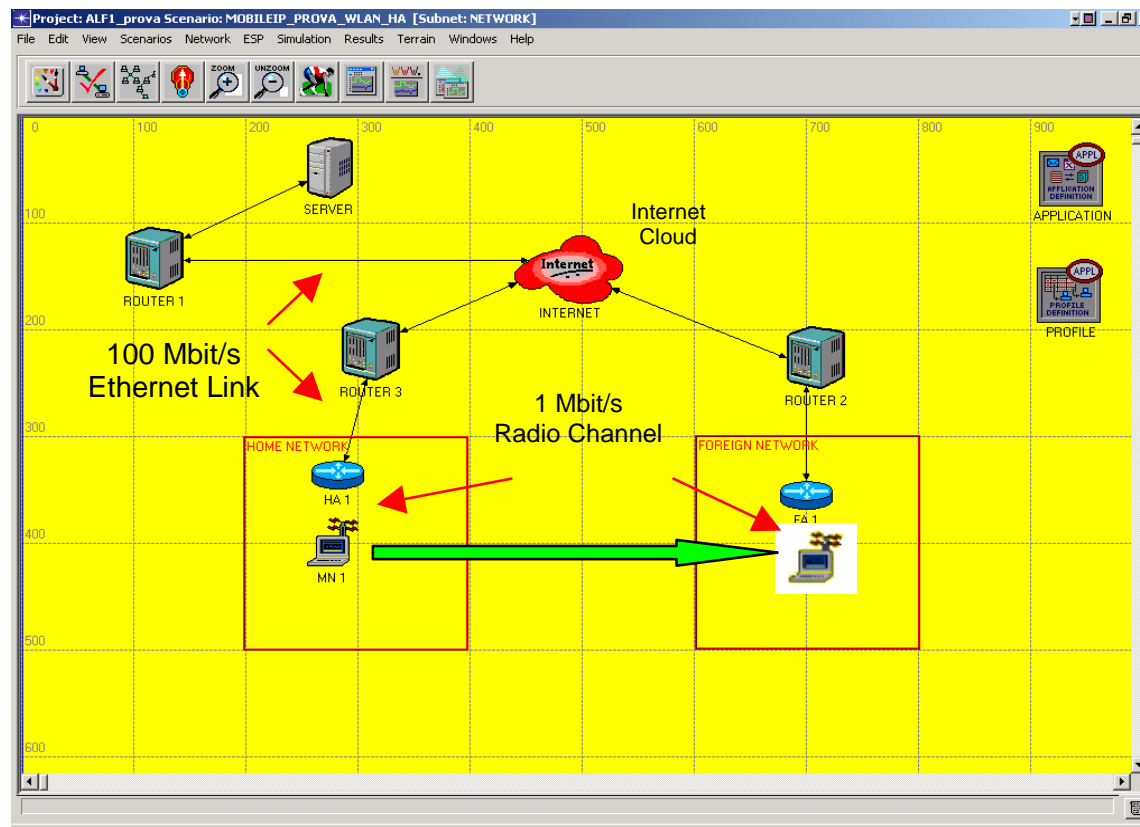 Project: ALF1_prova Scenario: MOBILEIP_PROVA_WLAN_HA [Subnet: NETWORK]
File Edit View Scenarios Network ESP Simulation Results Terrain Windows Help
ZOOM UNZOOM WWW.
0 100 200 300 400 500 600 700 800 900
APPL
APPLICATION
DEFINITION
APPLICATION
SERVER
100
Internet
Cloud
Internet
INTERNET
ROUTER 1
APPL
PROFILE
DEFINITION
PROFILE
200
100 Mbit/s
Ethernet Link
ROUTER 3
ROUTER 2
1 Mbit/s
Radio Channel
300
HOME NETWORK
FOREIGN NETWORK
HA 1
FA 1
400
MN 1
500
600